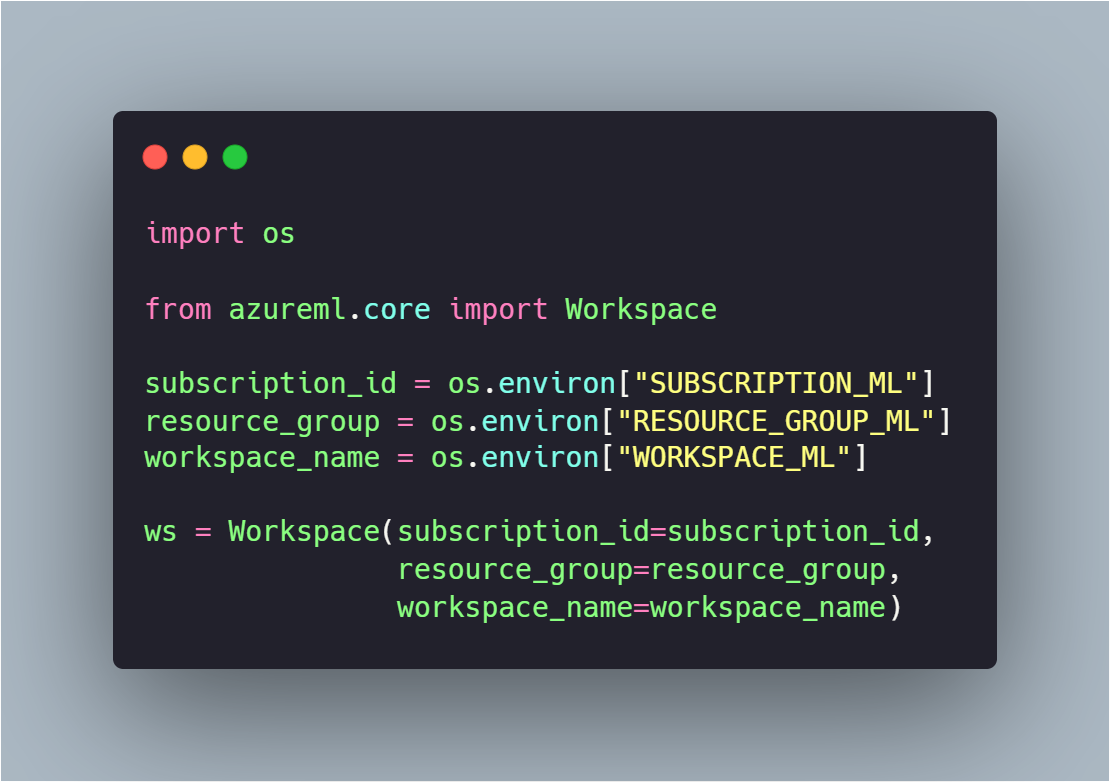 import os
from azureml.core import Workspace
subscription_id = os.environ["SUBSCRIPTION_ML"]
resource_group = os.environ["RESOURCE_GROUP_ML"]
workspace_name = os.environ["WORKSPACE_ML"]
ws = Workspace(subscription_id=subscription_id,
               resource_group=resource_group,
               workspace_name=workspace_name)